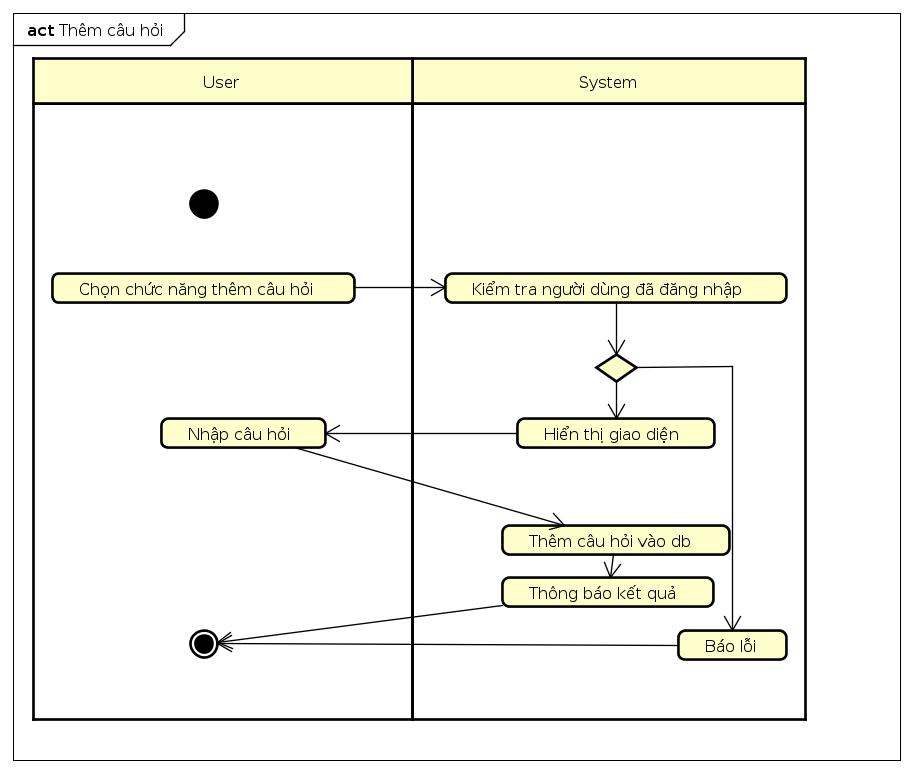 act Thêm câu hỏi
User
System
Chọn chức năng thêm câu hỏi
Kiểm tra người dùng đã đăng nhập
Nhập câu hỏi
Hiển thị giao diện
Thêm câu hỏi vào db
Thông báo kết quả
Báo lỗi